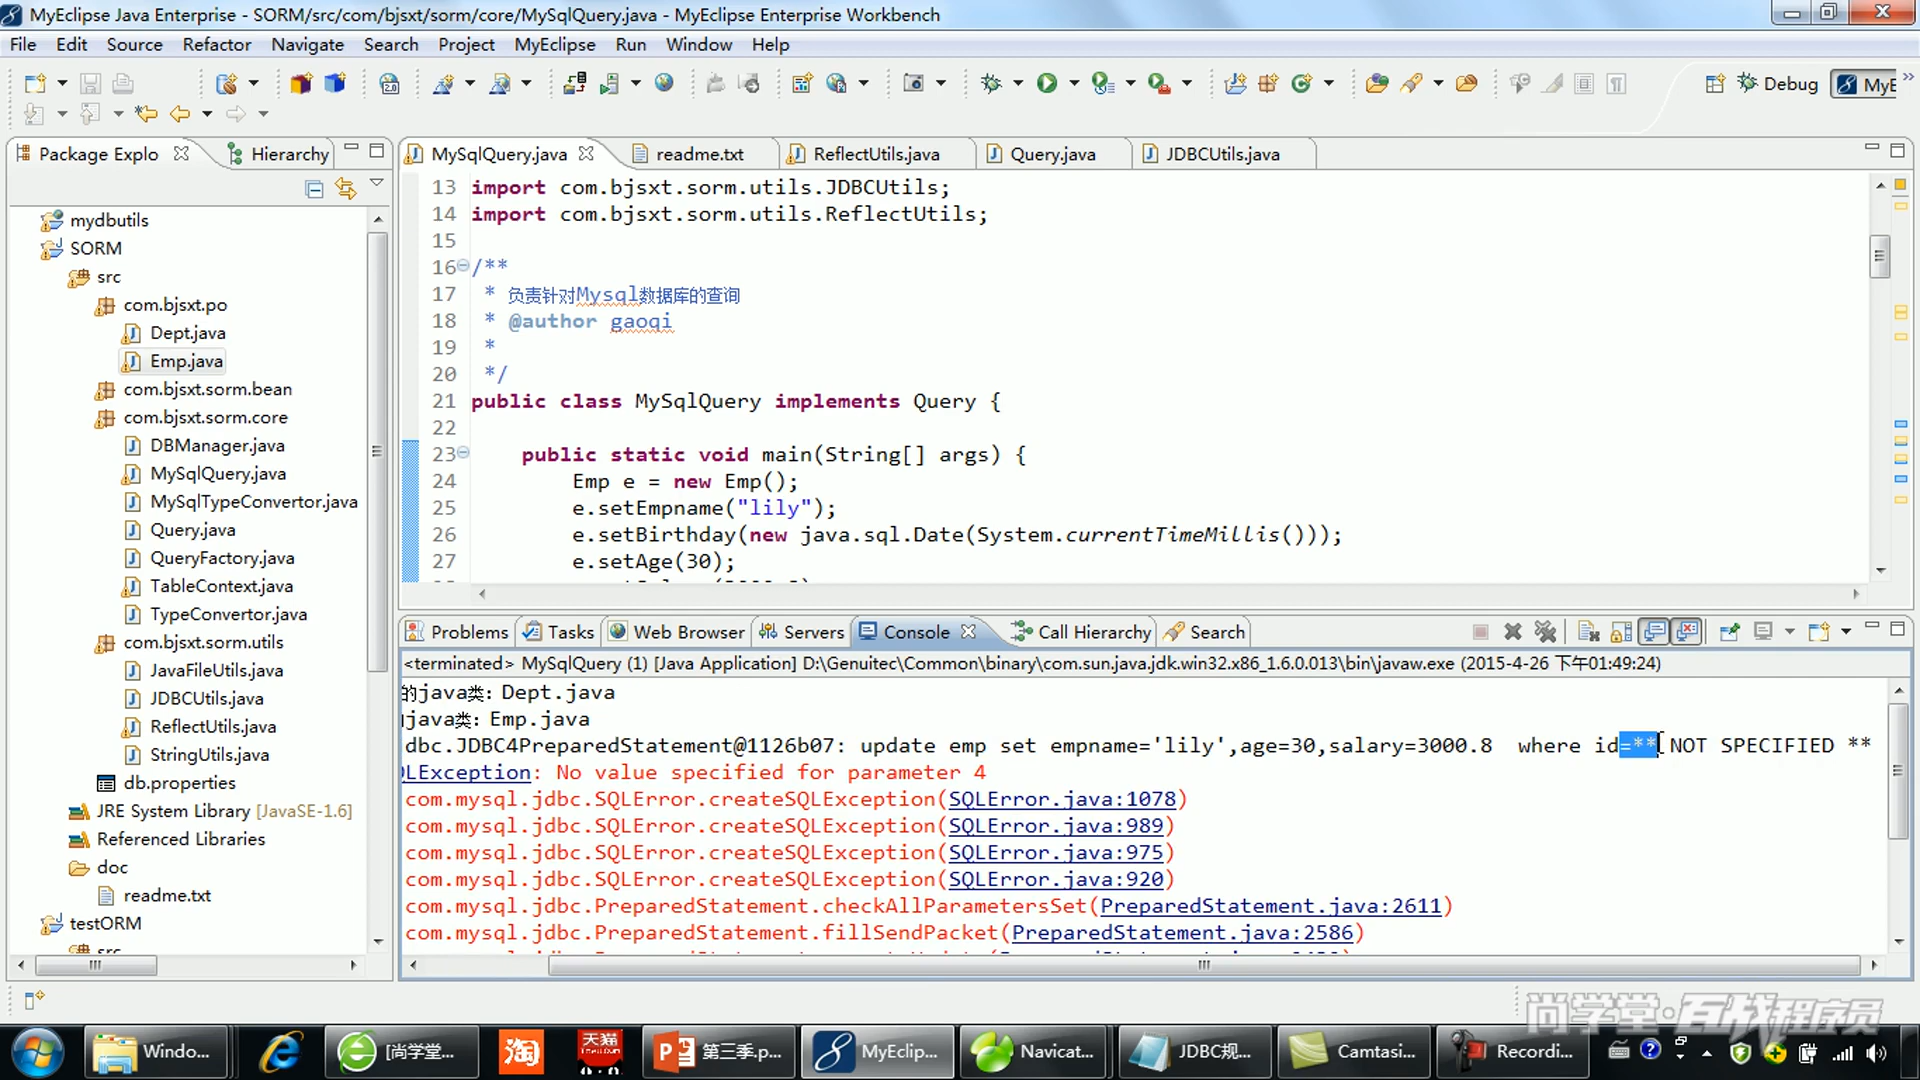 MyEclipse Java Enterprise - SORM/src/com/bjsxt/sorm/core/MySqlQuery.java - MyEclipse Enterprise Workbench
File Edit Source Refactor Navigate Search Project MyEclipse Run Window Help
Debug MyE
Package Explo Hierarchy
mydbutils
SORM
src
com.bjsxt.po
Dept.java
Emp.java
com.bjsxt.sorm.bean
com.bjsxt.sorm.core
DBManager.java
MySqlQuery.java
MySqlTypeConvertor.java
Query.java
QueryFactory.java
TableContext.java
TypeConvertor.java
com.bjsxt.sorm.utils
JavaFileUtils.java
JDBCUtils.java
ReflectUtils.java
StringUtils.java
db.properties
JRE System Library [JavaSE-1.6]
Referenced Libraries
doc
readme.txt
testORM
src
MySqlQuery.java readme.txt ReflectUtils.java Query.java JDBCUtils.java
13 import com.bjsxt.sorm.utils.JDBCUtils;
14 import com.bjsxt.sorm.utils.ReflectUtils;
15
16 /**
17 * 负责针对Mysql数据库的查询
18 * @author gaoqi
19 *
20 */
21 public class MySqlQuery implements Query {
22
23 public static void main(String[] args) {
24 Emp e = new Emp();
25 e.setEmpname("lily");
26 e.setBirthday(new java.sql.Date(System.currentTimeMillis()));
27 e.setAge(30);
Problems Tasks Web Browser Servers Console Call Hierarchy Search
<terminated> MySqlQuery (1) [Java Application] D:\Genuitec\Common\binary\com.sun.java.jdk.win32.x86_1.6.0.013\bin\javaw.exe (2015-4-26 下午01:49:24)
的java类：Dept.java
java类：Emp.java
dbc.JDBC4PreparedStatement@1126b07: update emp set empname='lily',age=30,salary=3000.8  where id=** NOT SPECIFIED **
QLException: No value specified for parameter 4
com.mysql.jdbc.SQLError.createSQLException(SQLError.java:1078)
com.mysql.jdbc.SQLError.createSQLException(SQLError.java:989)
com.mysql.jdbc.SQLError.createSQLException(SQLError.java:975)
com.mysql.jdbc.SQLError.createSQLException(SQLError.java:920)
com.mysql.jdbc.PreparedStatement.checkAllParametersSet(PreparedStatement.java:2611)
com.mysql.jdbc.PreparedStatement.fillSendPacket(PreparedStatement.java:2586)
尚学堂·百战程序员
Windo... [尚学堂... 淘 天猫 第三季.p... MyEclip... Navicat... JDBC规... Camtasi... Recordi...